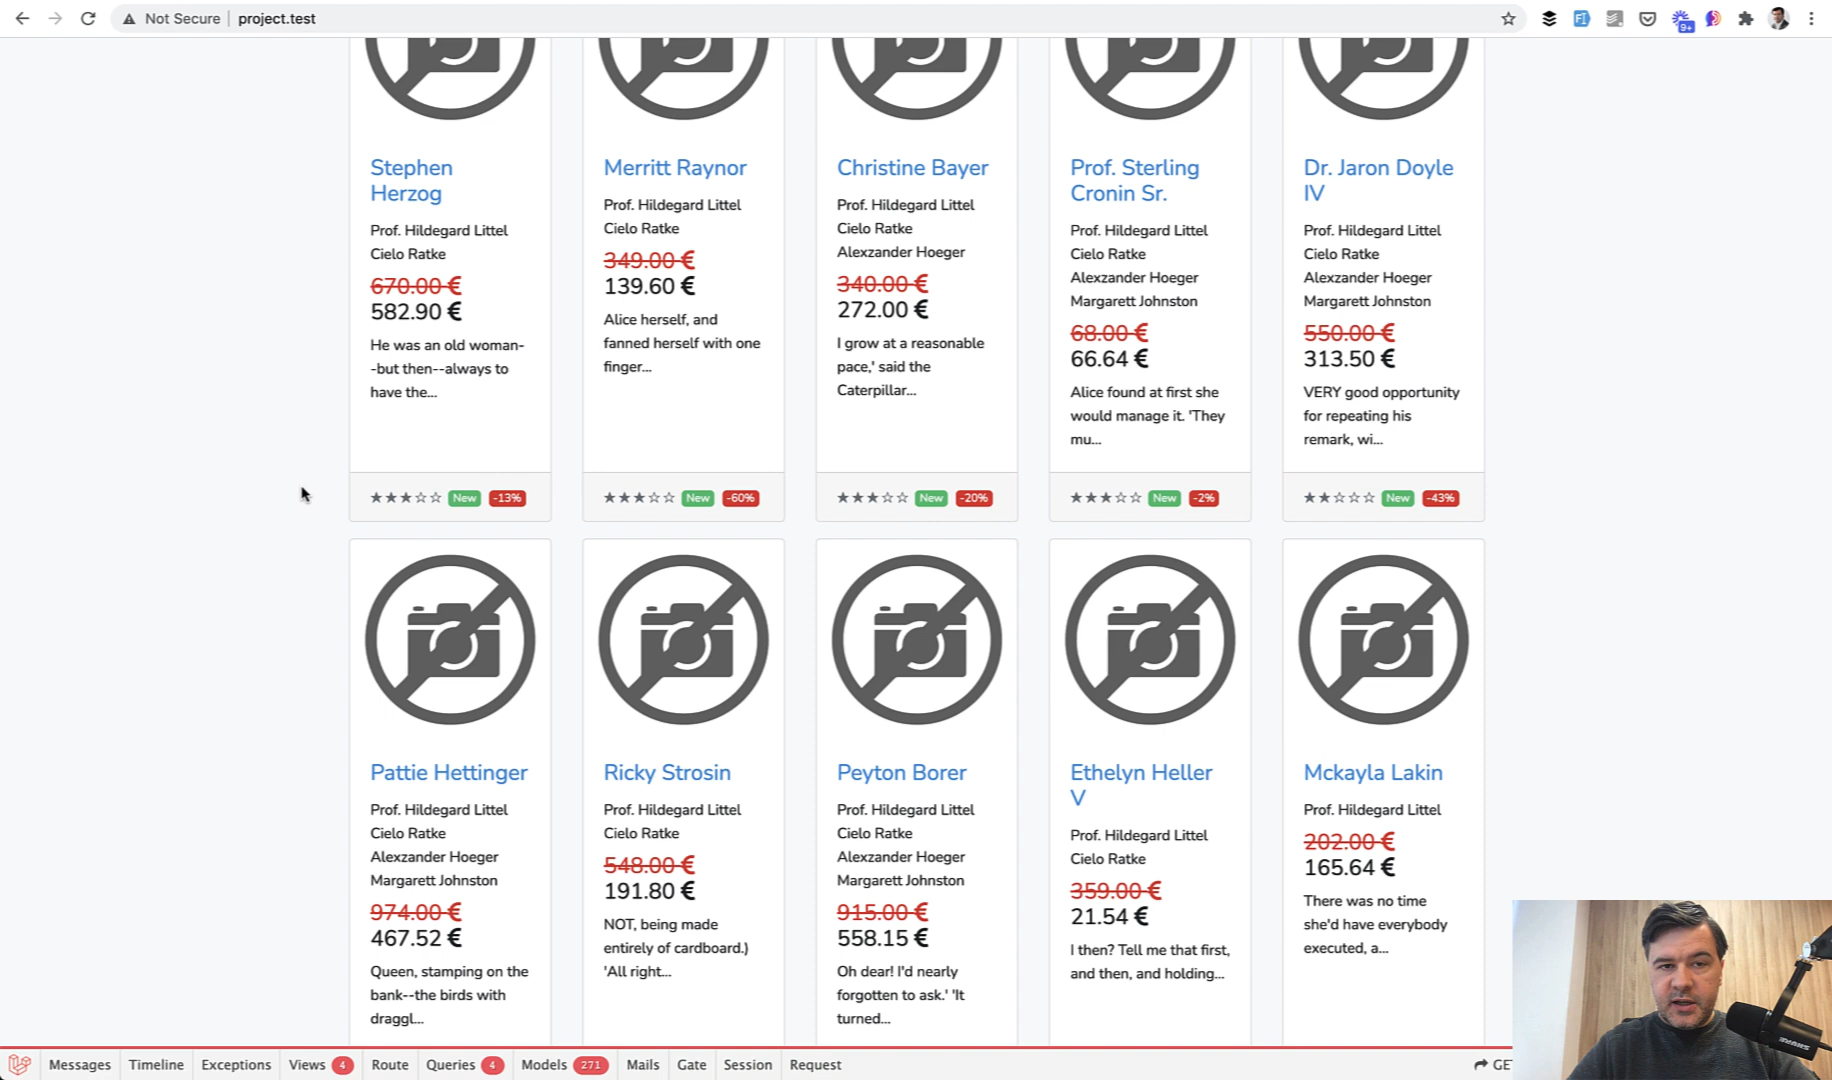 Not Secure
project.test
9+
Stephen
Herzog
Prof. Hildegard Littel
Cielo Ratke
670.00 €
582.90 €
He was an old woman-
-but then--always to
have the...
★★★☆☆ New -13%
Merritt Raynor
Prof. Hildegard Littel
Cielo Ratke
349.00 €
139.60 €
Alice herself, and
fanned herself with one
finger...
★★★☆☆ New -60%
Christine Bayer
Prof. Hildegard Littel
Cielo Ratke
Alexzander Hoeger
340.00 €
272.00 €
I grow at a reasonable
pace,' said the
Caterpillar...
★★★☆☆ New -20%
Prof. Sterling
Cronin Sr.
Prof. Hildegard Littel
Cielo Ratke
Alexzander Hoeger
Margarett Johnston
68.00 €
66.64 €
Alice found at first she
would manage it. 'They
mu...
★★★☆☆ New -2%
Dr. Jaron Doyle
IV
Prof. Hildegard Littel
Cielo Ratke
Alexzander Hoeger
Margarett Johnston
550.00 €
313.50 €
VERY good opportunity
for repeating his
remark, wi...
★★☆☆☆ New -43%
Pattie Hettinger
Prof. Hildegard Littel
Cielo Ratke
Alexzander Hoeger
Margarett Johnston
974.00 €
467.52 €
Queen, stamping on the
bank--the birds with
draggl...
Ricky Strosin
Prof. Hildegard Littel
Cielo Ratke
548.00 €
191.80 €
NOT, being made
entirely of cardboard.)
'All right...
Peyton Borer
Prof. Hildegard Littel
Cielo Ratke
Alexzander Hoeger
Margarett Johnston
915.00 €
558.15 €
Oh dear! I'd nearly
forgotten to ask.' 'It
turned...
Ethelyn Heller
V
Prof. Hildegard Littel
Cielo Ratke
359.00 €
21.54 €
I then? Tell me that first,
and then, and holding...
Mckayla Lakin
Prof. Hildegard Littel
202.00 €
165.64 €
There was no time
she'd have everybody
executed, a...
Messages Timeline Exceptions Views 4 Route Queries 4 Models 271 Mails Gate Session Request GE